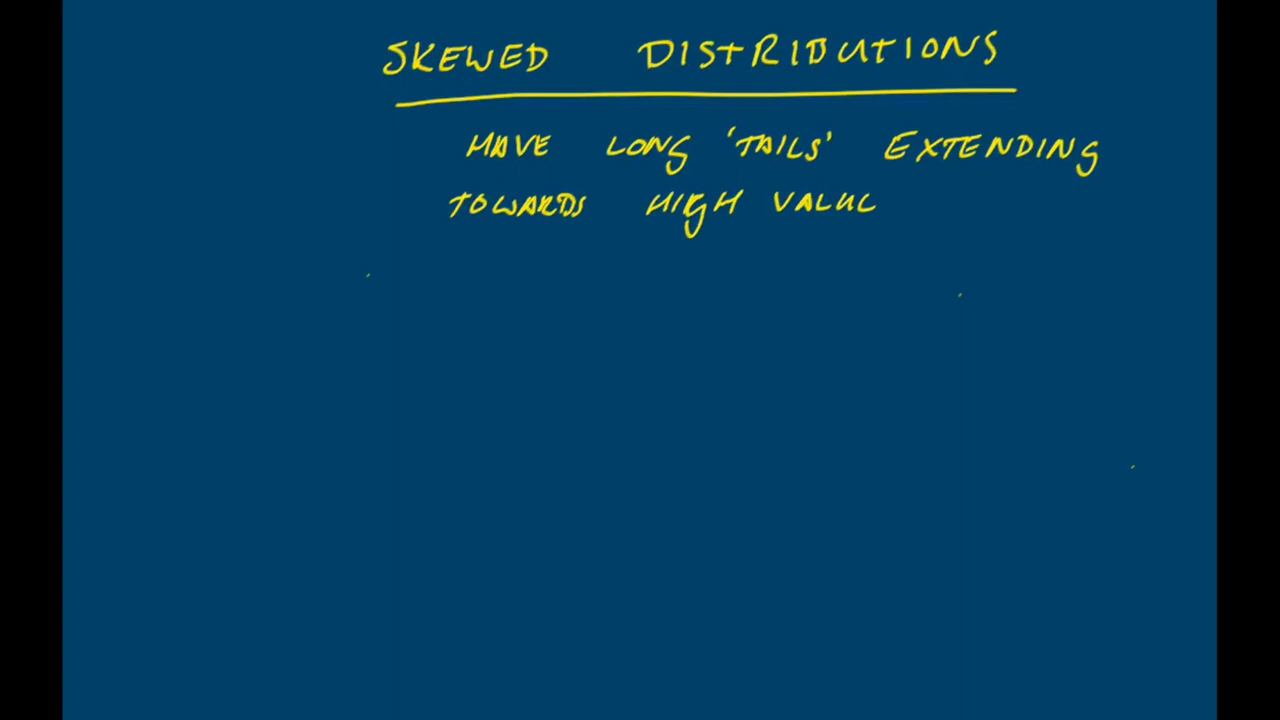 SKEWED DISTRIBUTIONS
HAVE LONG 'TAILS' EXTENDING
TOWARDS HIGH VALUE